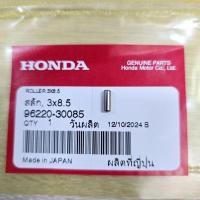 HONDA
GENUINE PARTS
Honda Motor Co., Ltd.
ROLLER 3X8.5
สลัก, 3x8.5
96220-30085
QTY 1 วันผลิต 12/10/2024 S
Made in JAPAN ผลิตที่ญี่ปุ่น